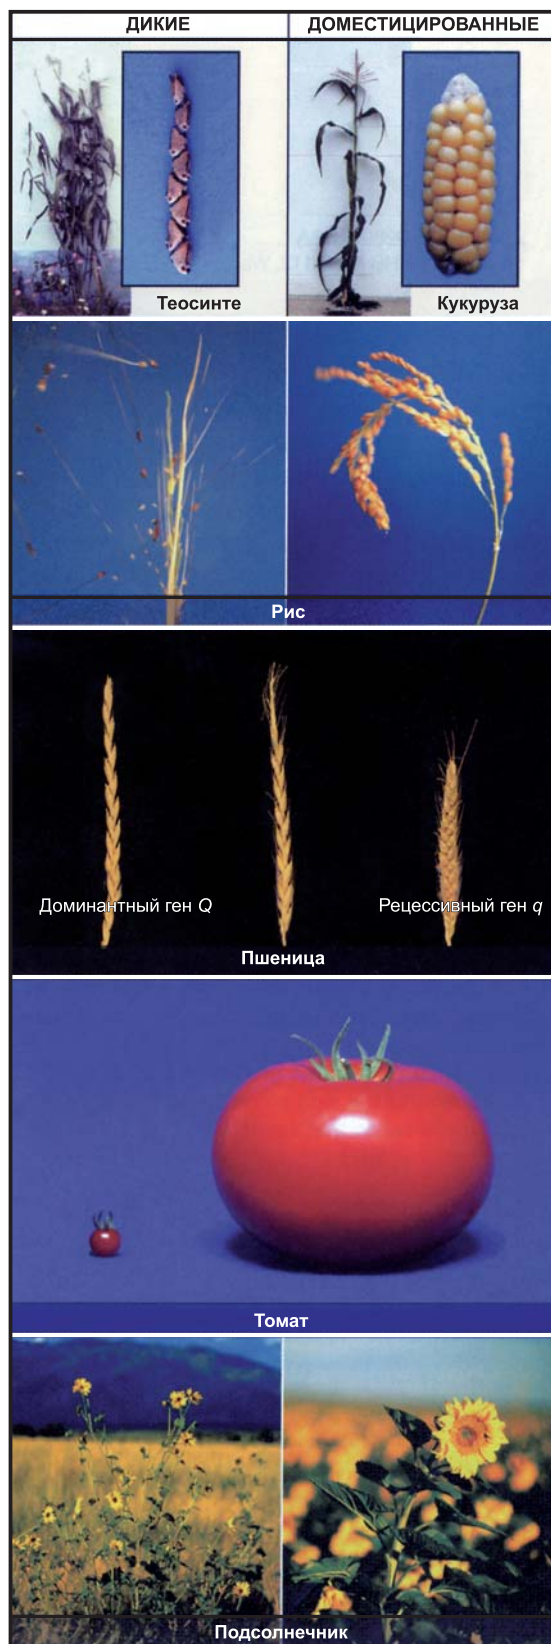 ДИКИЕ
ДОМЕСТИЦИРОВАННЫЕ
Теосинте
Кукуруза
Рис
Доминантный ген Q
Рецессивный ген q
Пшеница
Томат
Подсолнечник